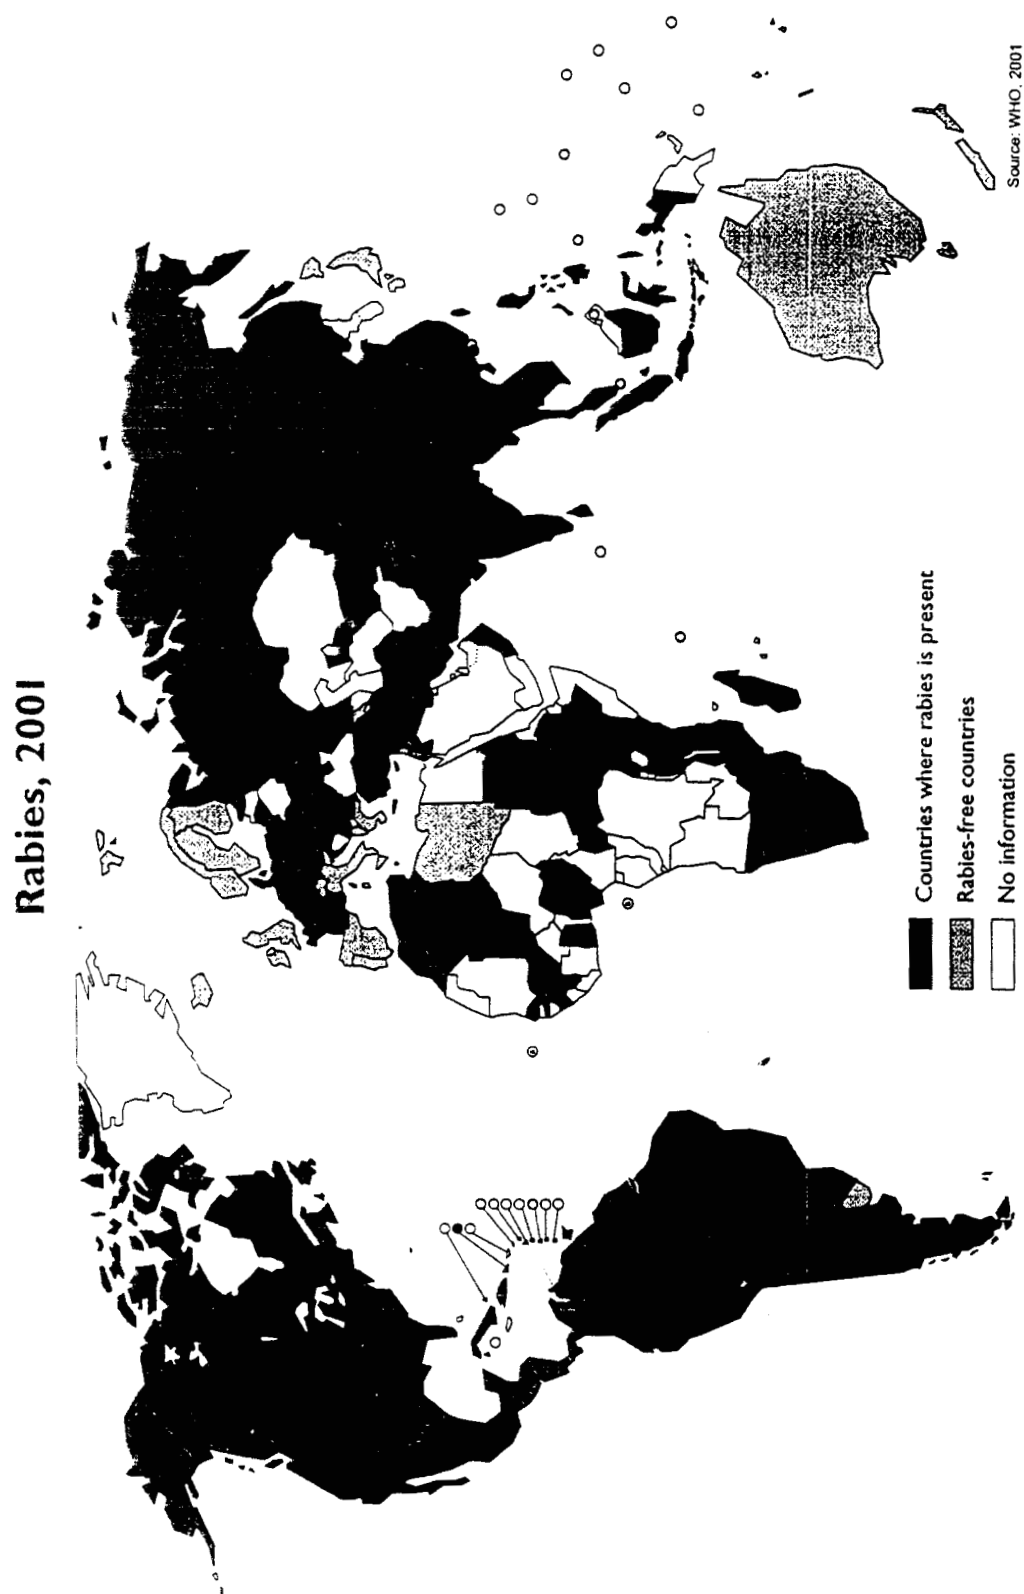 Rabies, 2001
Countries where rabies is present
Rabies-free countries
No information
Source: WHO, 2001